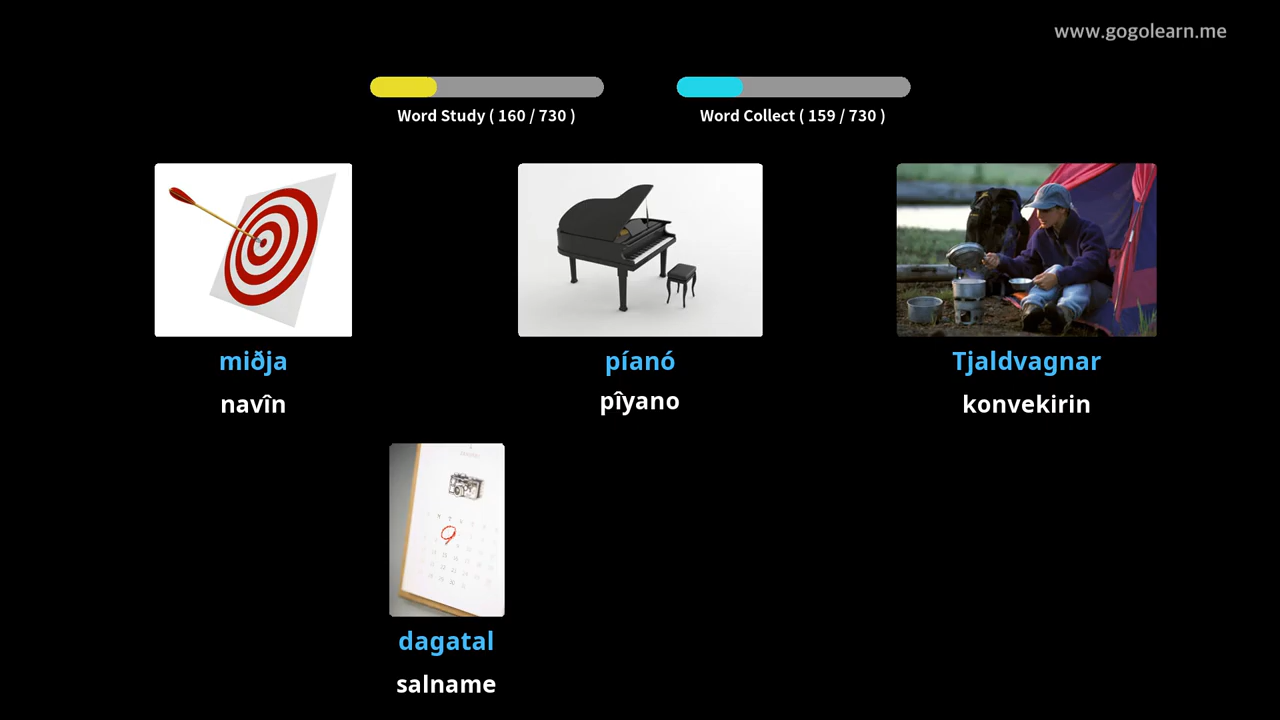 www.gogolearn.me
Word Study ( 160 / 730 )
Word Collect ( 159 / 730 )
miðja
píanó
Tjaldvagnar
navîn
pîyano
konvekirin
dagatal
salname